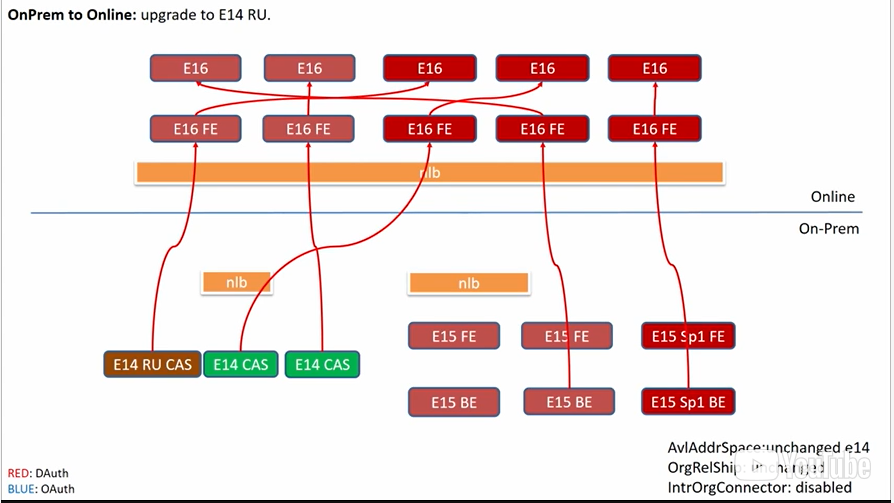 OnPrem to Online: upgrade to E14 RU.
E16 E16 E16 E16 E16
E16 FE E16 FE E16 FE E16 FE E16 FE
nlb
Online
On-Prem
nlb nlb
E15 FE E15 FE E15 Sp1 FE
E14 RU CAS E14 CAS E14 CAS
E15 BE E15 BE E15 Sp1 BE
AvlAddrSpace:unchanged e14
OrgRelShip: unchanged
IntrOrgConnector: disabled
RED: DAuth
BLUE: OAuth
YouTube